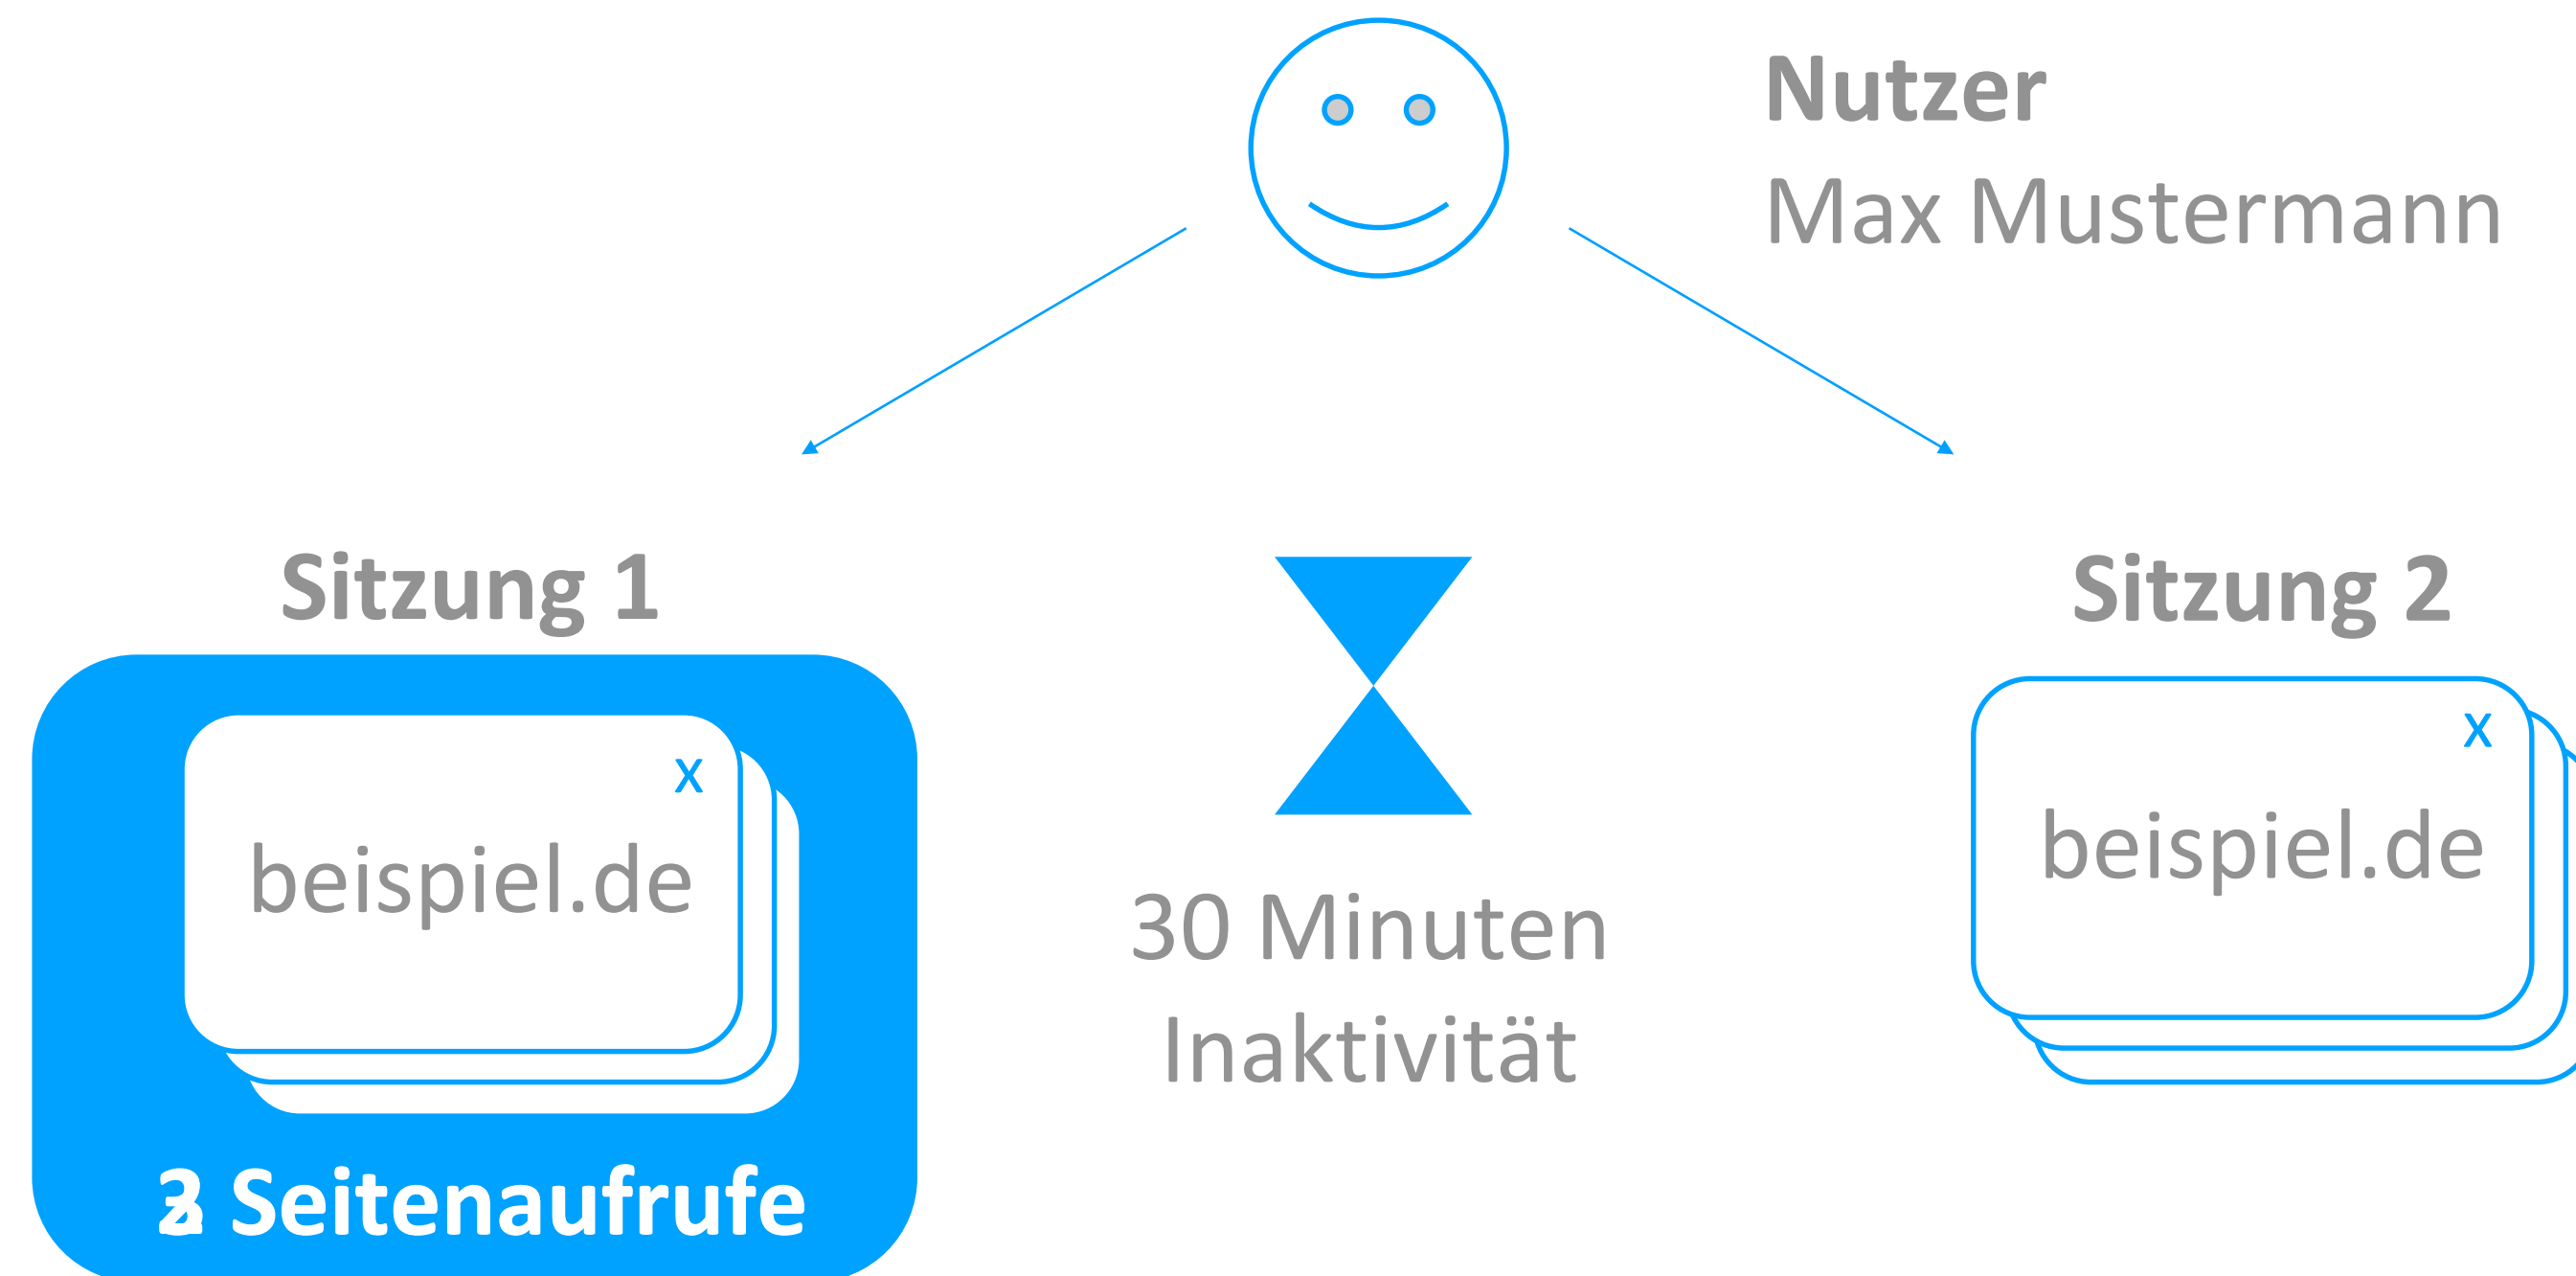 Nutzer
Max Mustermann
Sitzung 1
Sitzung 2
x
beispiel.de
x
beispiel.de
30 Minuten
Inaktivität
Seitenaufrufe